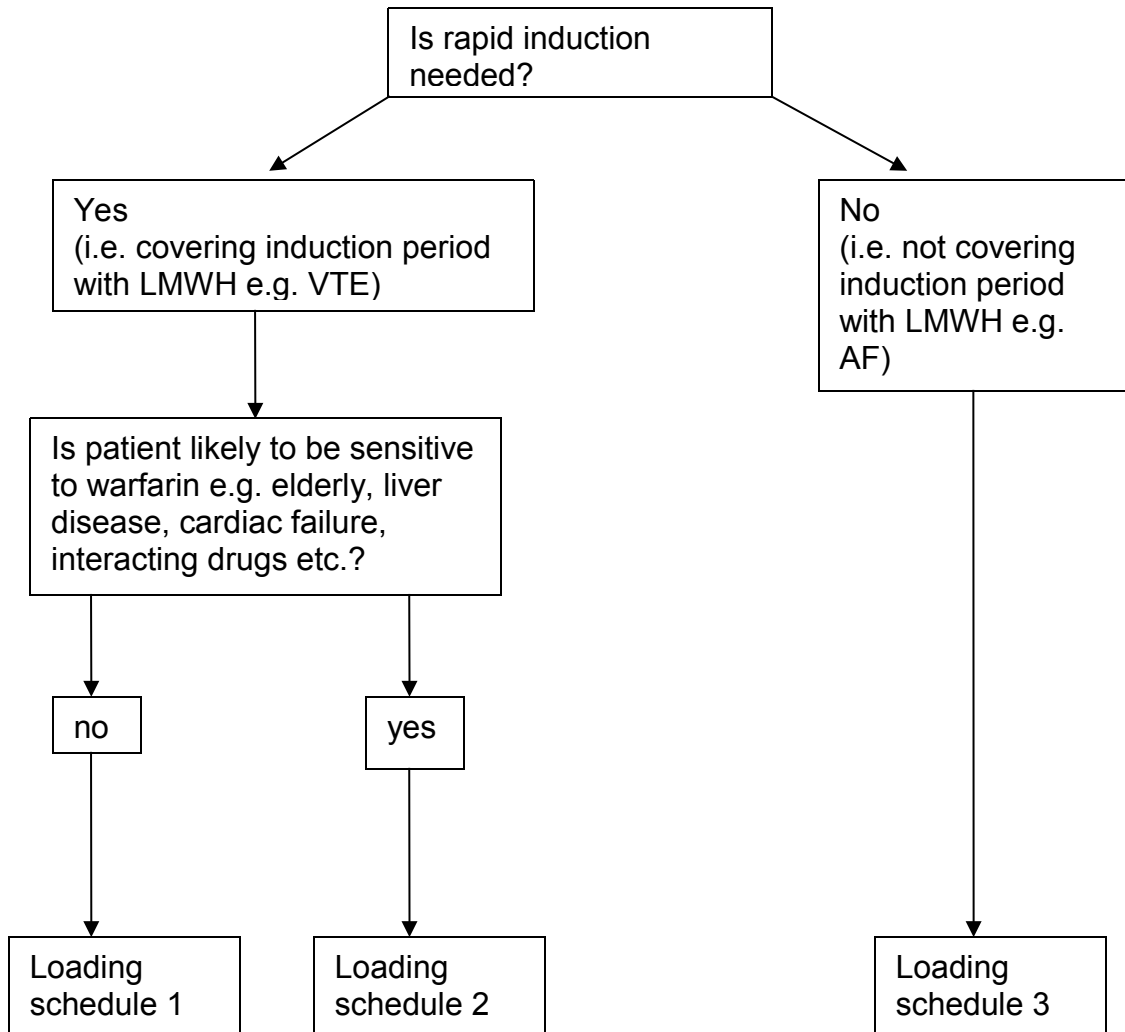 Is rapid induction
needed?
Yes
(i.e. covering induction period
with LMWH e.g. VTE)
No
(i.e. not covering
induction period
with LMWH e.g.
AF)
Is patient likely to be sensitive
to warfarin e.g. elderly, liver
disease, cardiac failure,
interacting drugs etc.?
no
yes
Loading
schedule 1
Loading
schedule 2
Loading
schedule 3